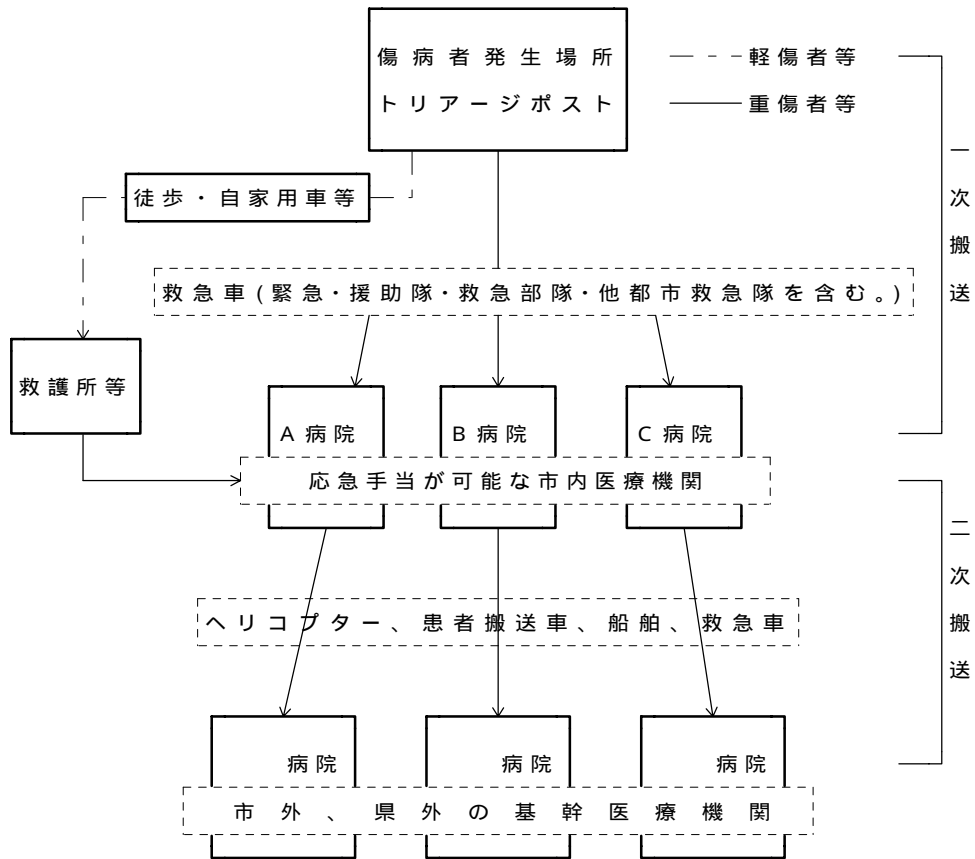 傷病者発生場所
トリアージポスト
軽傷者等
重傷者等
一次搬送
徒歩・自家用車等
救急車(緊急・援助隊・救急部隊・他都市救急隊を含む。)
救護所等
A病院
B病院
C病院
応急手当が可能な市内医療機関
二次搬送
ヘリコプター、患者搬送車、船舶、救急車
病院
病院
病院
市外、県外の基幹医療機関